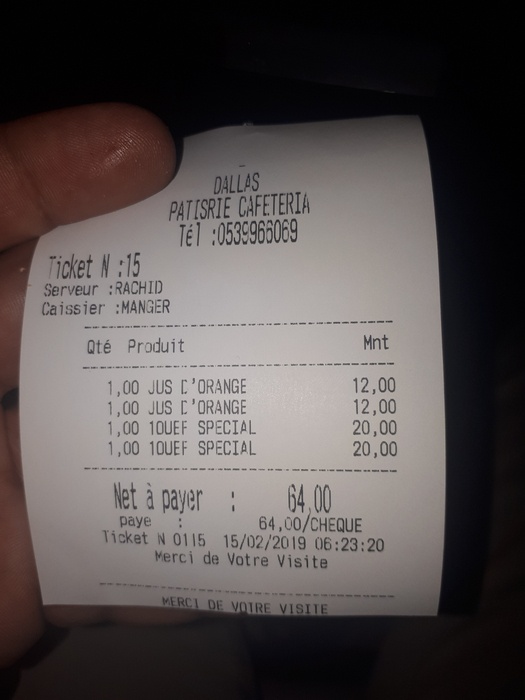 DALLAS
PATISRIE CAFETERIA
Tél :0539966069
Ticket N :15
Serveur :RACHID
Caissier :MANGER
Qté Produit Mnt
1,00 JUS D'ORANGE 12,00
1,00 JUS D'ORANGE 12,00
1,00 1OUEF SPECIAL 20,00
1,00 1OUEF SPECIAL 20,00
Net à payer : 64,00
paye : 64,00/CHEQUE
Ticket N 0115 15/02/2019 06:23:20
Merci de Votre Visite
MERCI DE VOTRE VISITE